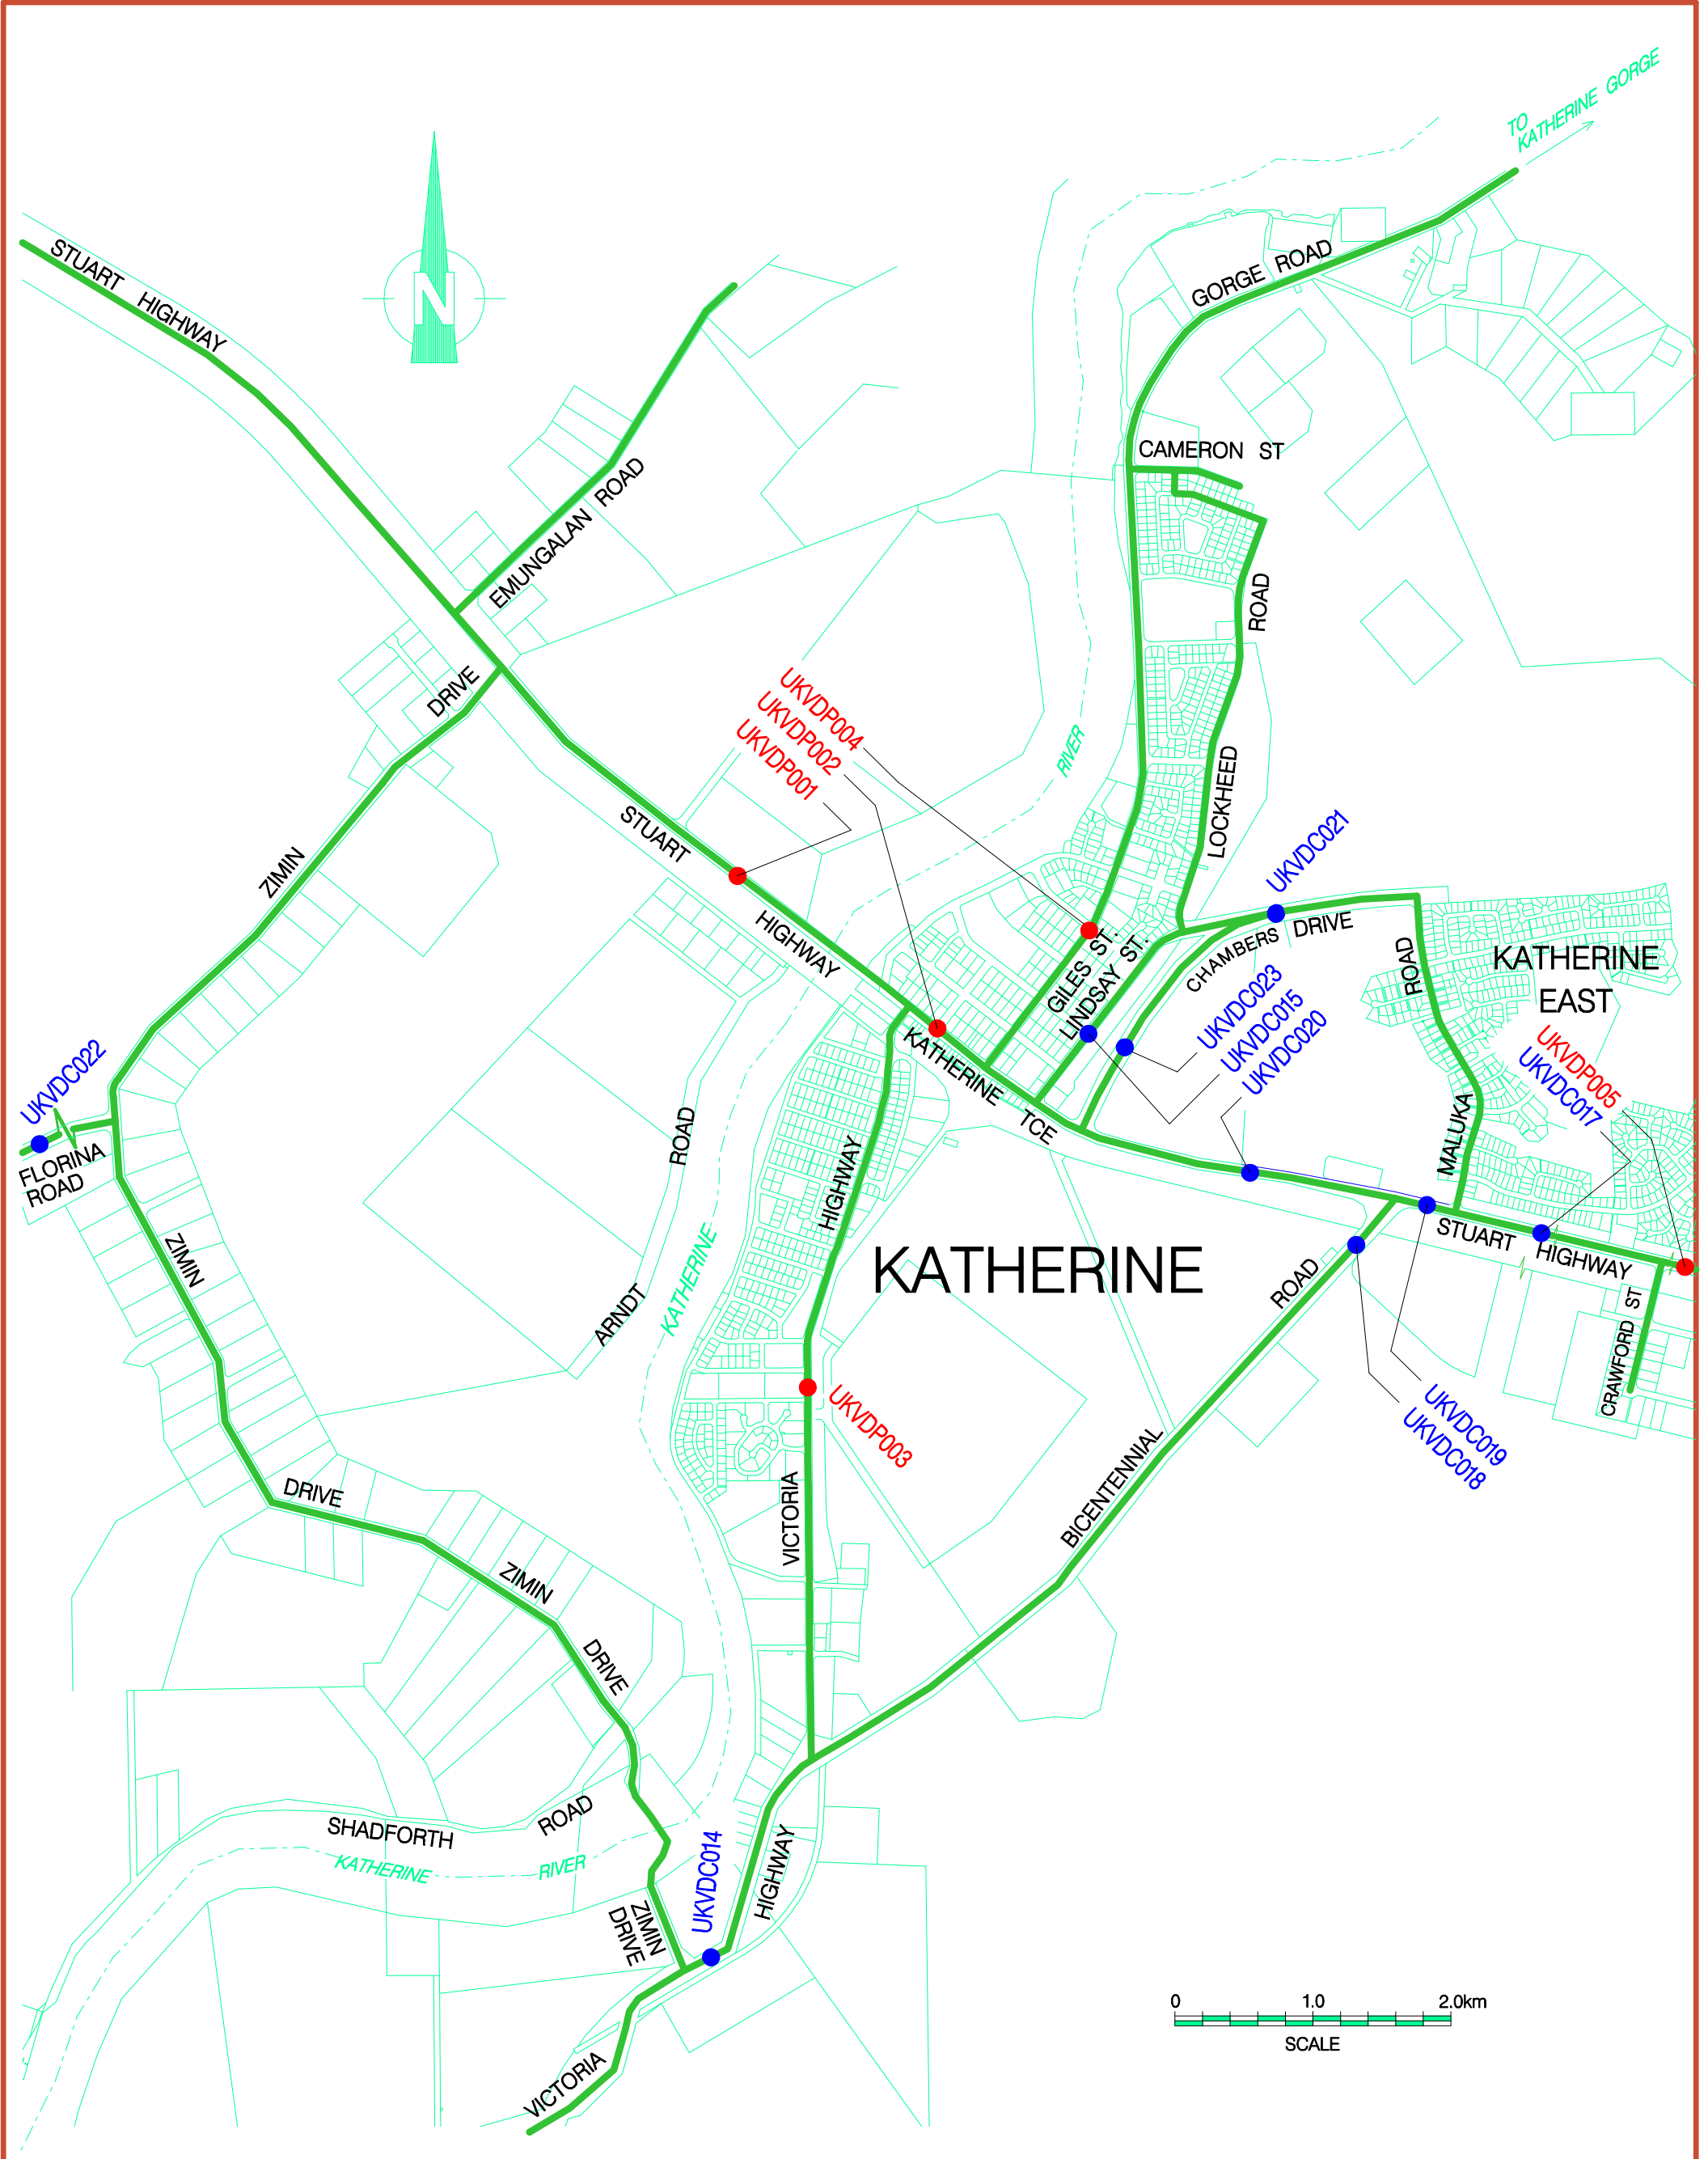 TO
KATHERINE GORGE
STUART HIGHWAY
N
GORGE ROAD
CAMERON ST
EMUNGALAN ROAD
ROAD
DRIVE
UKVDP004
UKVDP002
UKVDP001
RIVER
LOCKHEED
STUART
ZIMIN
UKVDC021
HIGHWAY
CHAMBERS DRIVE
GILES ST.
LINDSAY ST.
ROAD
KATHERINE
EAST
UKVDC023
UKVDC015
UKVDC020
UKVDP005
UKVDC017
KATHERINE TCE
UKVDC022
FLORINA
ROAD
ROAD
MALUKA
HIGHWAY
ZIMIN
KATHERINE
KATHERINE
STUART HIGHWAY
ROAD
ARNDT
CRAWFORD ST
UKVDP003
UKVDC019
UKVDC018
BICENTENNIAL
DRIVE
VICTORIA
ZIMIN
DRIVE
SHADFORTH ROAD
KATHERINE RIVER
UKVDC014
HIGHWAY
ZIMIN
DRIVE
VICTORIA
0 1.0 2.0km
SCALE